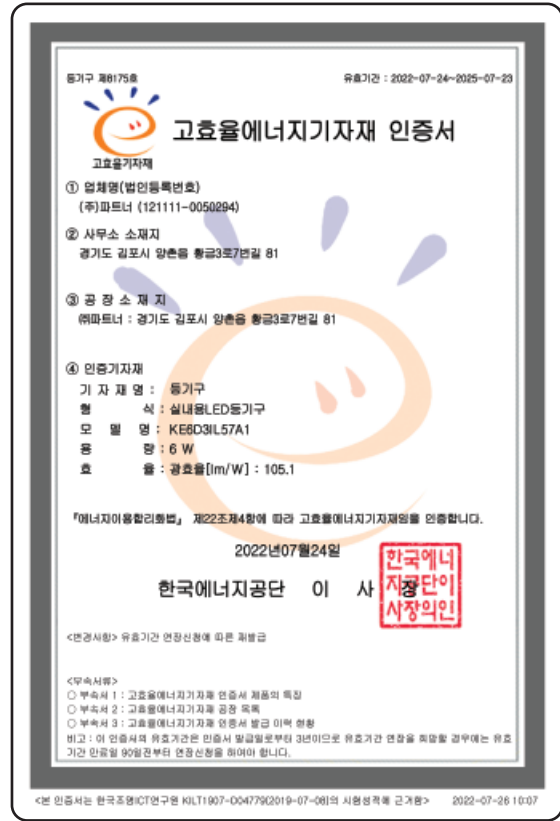 등기구 제8175호
유효기간 : 2022-07-24~2025-07-23
고효율에너지기자재 인증서
고효율기자재
① 업체명(법인등록번호)
(주)파트너 (121111-0050294)
② 사무소 소재지
경기도 김포시 양촌읍 황금3로7번길 81
③ 공 장 소 재 지
㈜파트너 : 경기도 김포시 양촌읍 황금3로7번길 81
④ 인증기자재
기 자 재 명 : 등기구
형 식 : 실내용LED등기구
모 델 명 : KE6D3IL57A1
용 량 : 6 W
효 율 : 광효율[lm/W] : 105.1
『에너지이용합리화법』 제22조제4항에 따라 고효율에너지기자재임을 인증합니다.
2022년07월24일
한국에너지공단 이 사 장
한국에너
지공단이
사장의인
<변경사항> 유효기간 연장신청에 따른 재발급
<부속서류>
○ 부속서 1 : 고효율에너지기자재 인증서 제품의 특징
○ 부속서 2 : 고효율에너지기자재 공장 목록
○ 부속서 3 : 고효율에너지기자재 인증서 발급 이력 현황
비고 : 이 인증서의 유효기간은 인증서 발급일로부터 3년이므로 유효기간 연장을 희망할 경우에는 유효
기간 만료일 90일전부터 연장신청을 하여야 합니다.
<본 인증서는 한국조명ICT연구원 KILT1907-D04779(2019-07-08)의 시험성적에 근거함> 2022-07-26 10:07